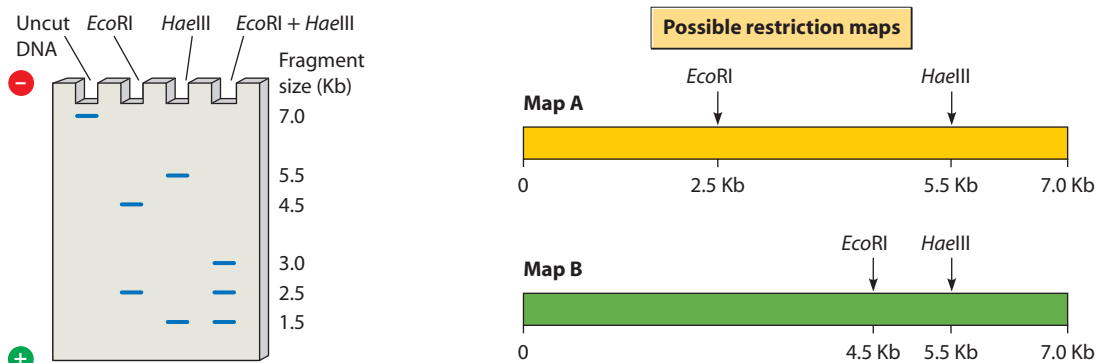 Uncut EcoRI HaeIII EcoRI + HaeIII
DNA
Fragment
size (Kb)
−
7.0
5.5
4.5
3.0
2.5
1.5
+
Possible restriction maps
EcoRI HaeIII
Map A
0 2.5 Kb 5.5 Kb 7.0 Kb
EcoRI HaeIII
Map B
0 4.5 Kb 5.5 Kb 7.0 Kb